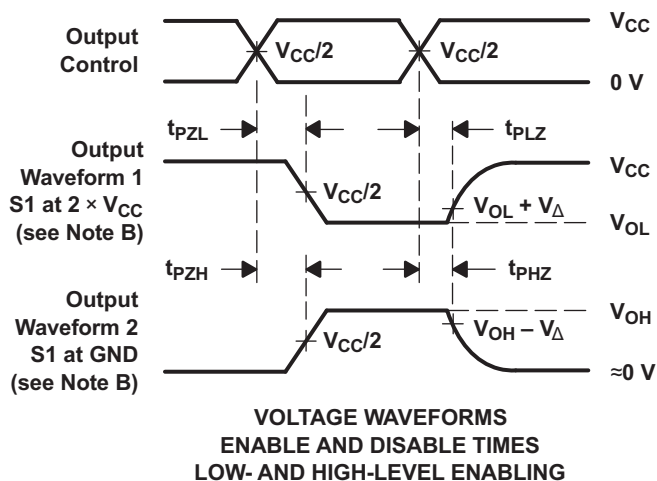 Output
Control
V_CC/2
V_CC/2
V_CC
0 V
t_PZL
t_PLZ
Output
Waveform 1
S1 at 2 × V_CC
(see Note B)
V_CC/2
V_OL + V_Δ
V_CC
V_OL
t_PZH
t_PHZ
Output
Waveform 2
S1 at GND
(see Note B)
V_CC/2
V_OH – V_Δ
V_OH
≈0 V
VOLTAGE WAVEFORMS
ENABLE AND DISABLE TIMES
LOW- AND HIGH-LEVEL ENABLING